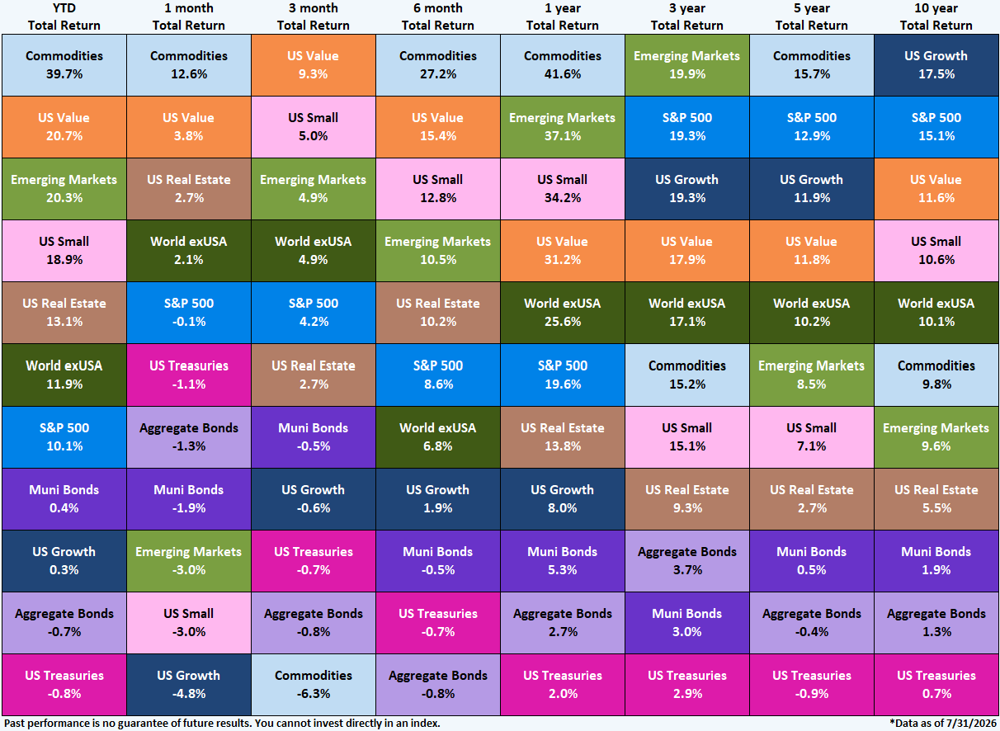 YTD 1 month 3 month 6 month 1 year 3 year 5 year 10 year
Total Return Total Return Total Return Total Return Total Return Total Return Total Return Total Return
Commodities Commodities US Value Commodities Commodities Emerging Markets Commodities US Growth
39.7% 12.6% 9.3% 27.2% 41.6% 19.9% 15.7% 17.5%
US Value US Value US Small US Value Emerging Markets S&P 500 S&P 500 S&P 500
20.7% 3.8% 5.0% 15.4% 37.1% 19.3% 12.9% 15.1%
Emerging Markets US Real Estate Emerging Markets US Small US Small US Growth US Growth US Value
20.3% 2.7% 4.9% 12.8% 34.2% 19.3% 11.9% 11.6%
US Small World exUSA World exUSA Emerging Markets US Value US Value US Value US Small
18.9% 2.1% 4.9% 10.5% 31.2% 17.9% 11.8% 10.6%
US Real Estate S&P 500 S&P 500 US Real Estate World exUSA World exUSA World exUSA World exUSA
13.1% -0.1% 4.2% 10.2% 25.6% 17.1% 10.2% 10.1%
World exUSA US Treasuries US Real Estate S&P 500 S&P 500 Commodities Emerging Markets Commodities
11.9% -1.1% 2.7% 8.6% 19.6% 15.2% 8.5% 9.8%
S&P 500 Aggregate Bonds Muni Bonds World exUSA US Real Estate US Small US Small Emerging Markets
10.1% -1.3% -0.5% 6.8% 13.8% 15.1% 7.1% 9.6%
Muni Bonds Muni Bonds US Growth US Growth US Growth US Real Estate US Real Estate US Real Estate
0.4% -1.9% -0.6% 1.9% 8.0% 9.3% 2.7% 5.5%
US Growth Emerging Markets US Treasuries Muni Bonds Muni Bonds Aggregate Bonds Muni Bonds Muni Bonds
0.3% -3.0% -0.7% -0.5% 5.3% 3.7% 0.5% 1.9%
Aggregate Bonds US Small Aggregate Bonds US Treasuries Aggregate Bonds Muni Bonds Aggregate Bonds Aggregate Bonds
-0.7% -3.0% -0.8% -0.7% 2.7% 3.0% -0.4% 1.3%
US Treasuries US Growth Commodities Aggregate Bonds US Treasuries US Treasuries US Treasuries US Treasuries
-0.8% -4.8% -6.3% -0.8% 2.0% 2.9% -0.9% 0.7%
Past performance is no guarantee of future results. You cannot invest directly in an index. *Data as of 7/31/2026